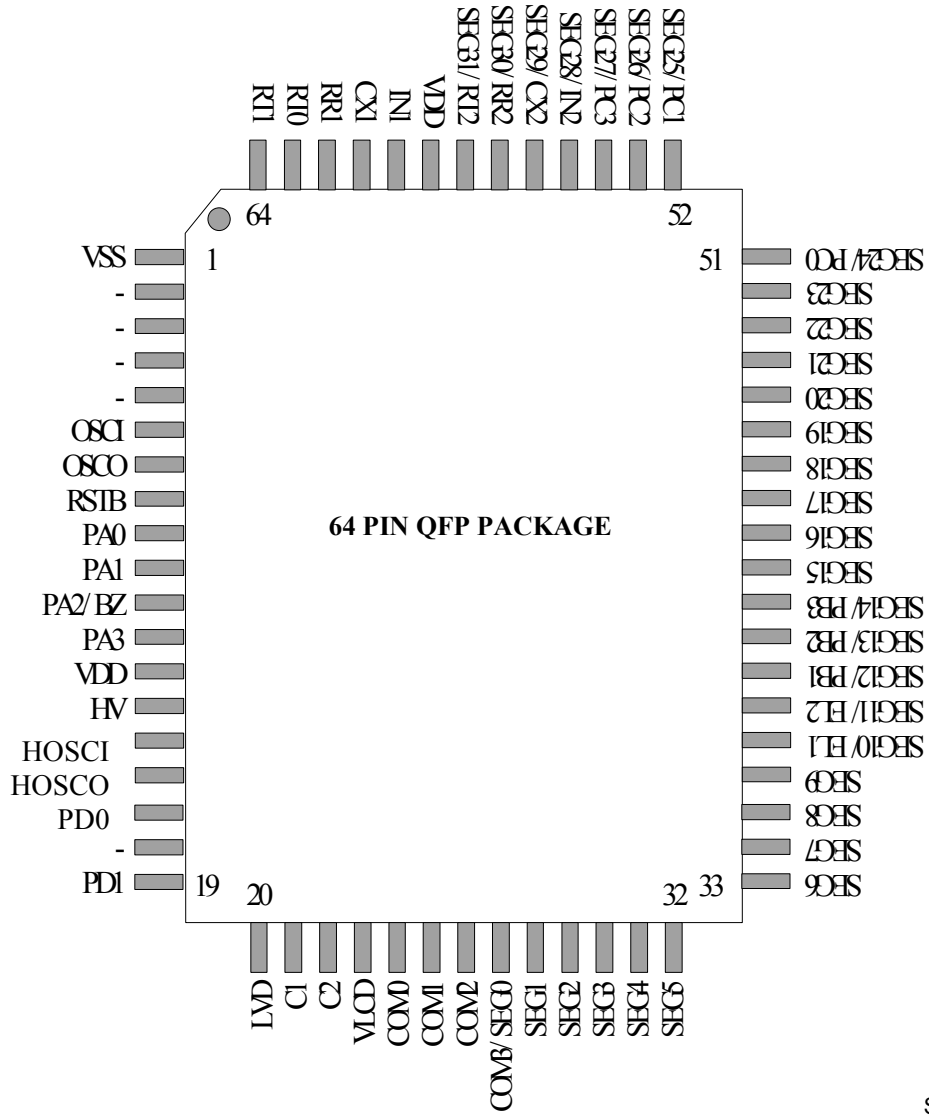 RT1
RT0
RR1
CX1
IN1
VDD
SEG31/RT2
SEG30/RR2
SEG29/CX2
SEG28/IN2
SEG27/PC3
SEG26/PC2
SEG25/PC1
64
52
1
51
VSS
-
-
-
-
OSCI
OSCO
RSTB
PA0
PA1
PA2/BZ
PA3
VDD
HV
HOSCI
HOSCO
PD0
-
PD1
64 PIN QFP PACKAGE
SEG24/PC0
SEG23
SEG22
SEG21
SEG20
SEG19
SEG18
SEG17
SEG16
SEG15
SEG14/PB3
SEG13/PB2
SEG12/PB1
SEG11/EL2
SEG10/EL1
SEG9
SEG8
SEG7
SEG6
19
20
32
33
LVD
C1
C2
VLCD
COM0
COM1
COM2
COM3/SEG0
SEG1
SEG2
SEG3
SEG4
SEG5
S